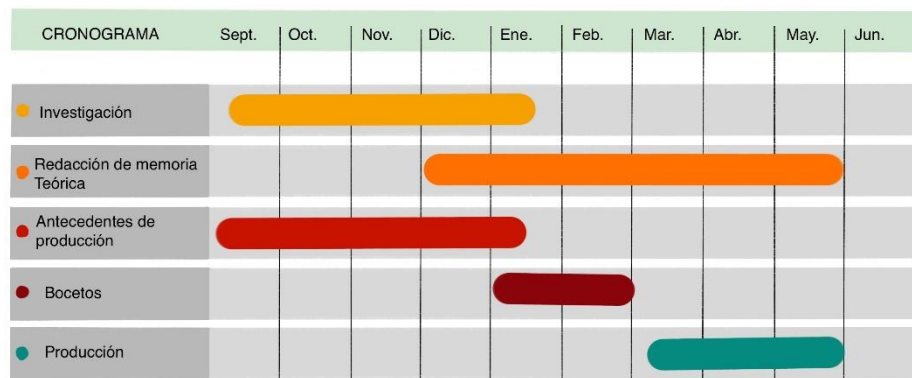 CRONOGRAMA Sept. Oct. Nov. Dic. Ene. Feb. Mar. Abr. May. Jun.
Investigación
Redacción de memoria
Teórica
Antecedentes de
producción
Bocetos
Producción